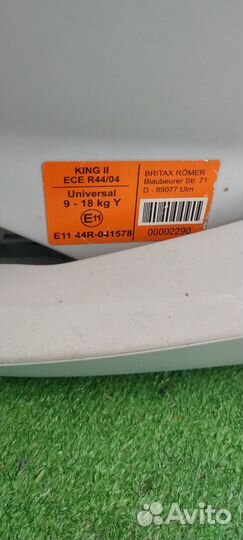 KING II
ECE R44/04
Universal
9 - 18 kg Y
E11
E11 44R-041578
BRITAX RÖMER
Blaubeurer Str. 71
D - 89077 Ulm
00002290
Avito